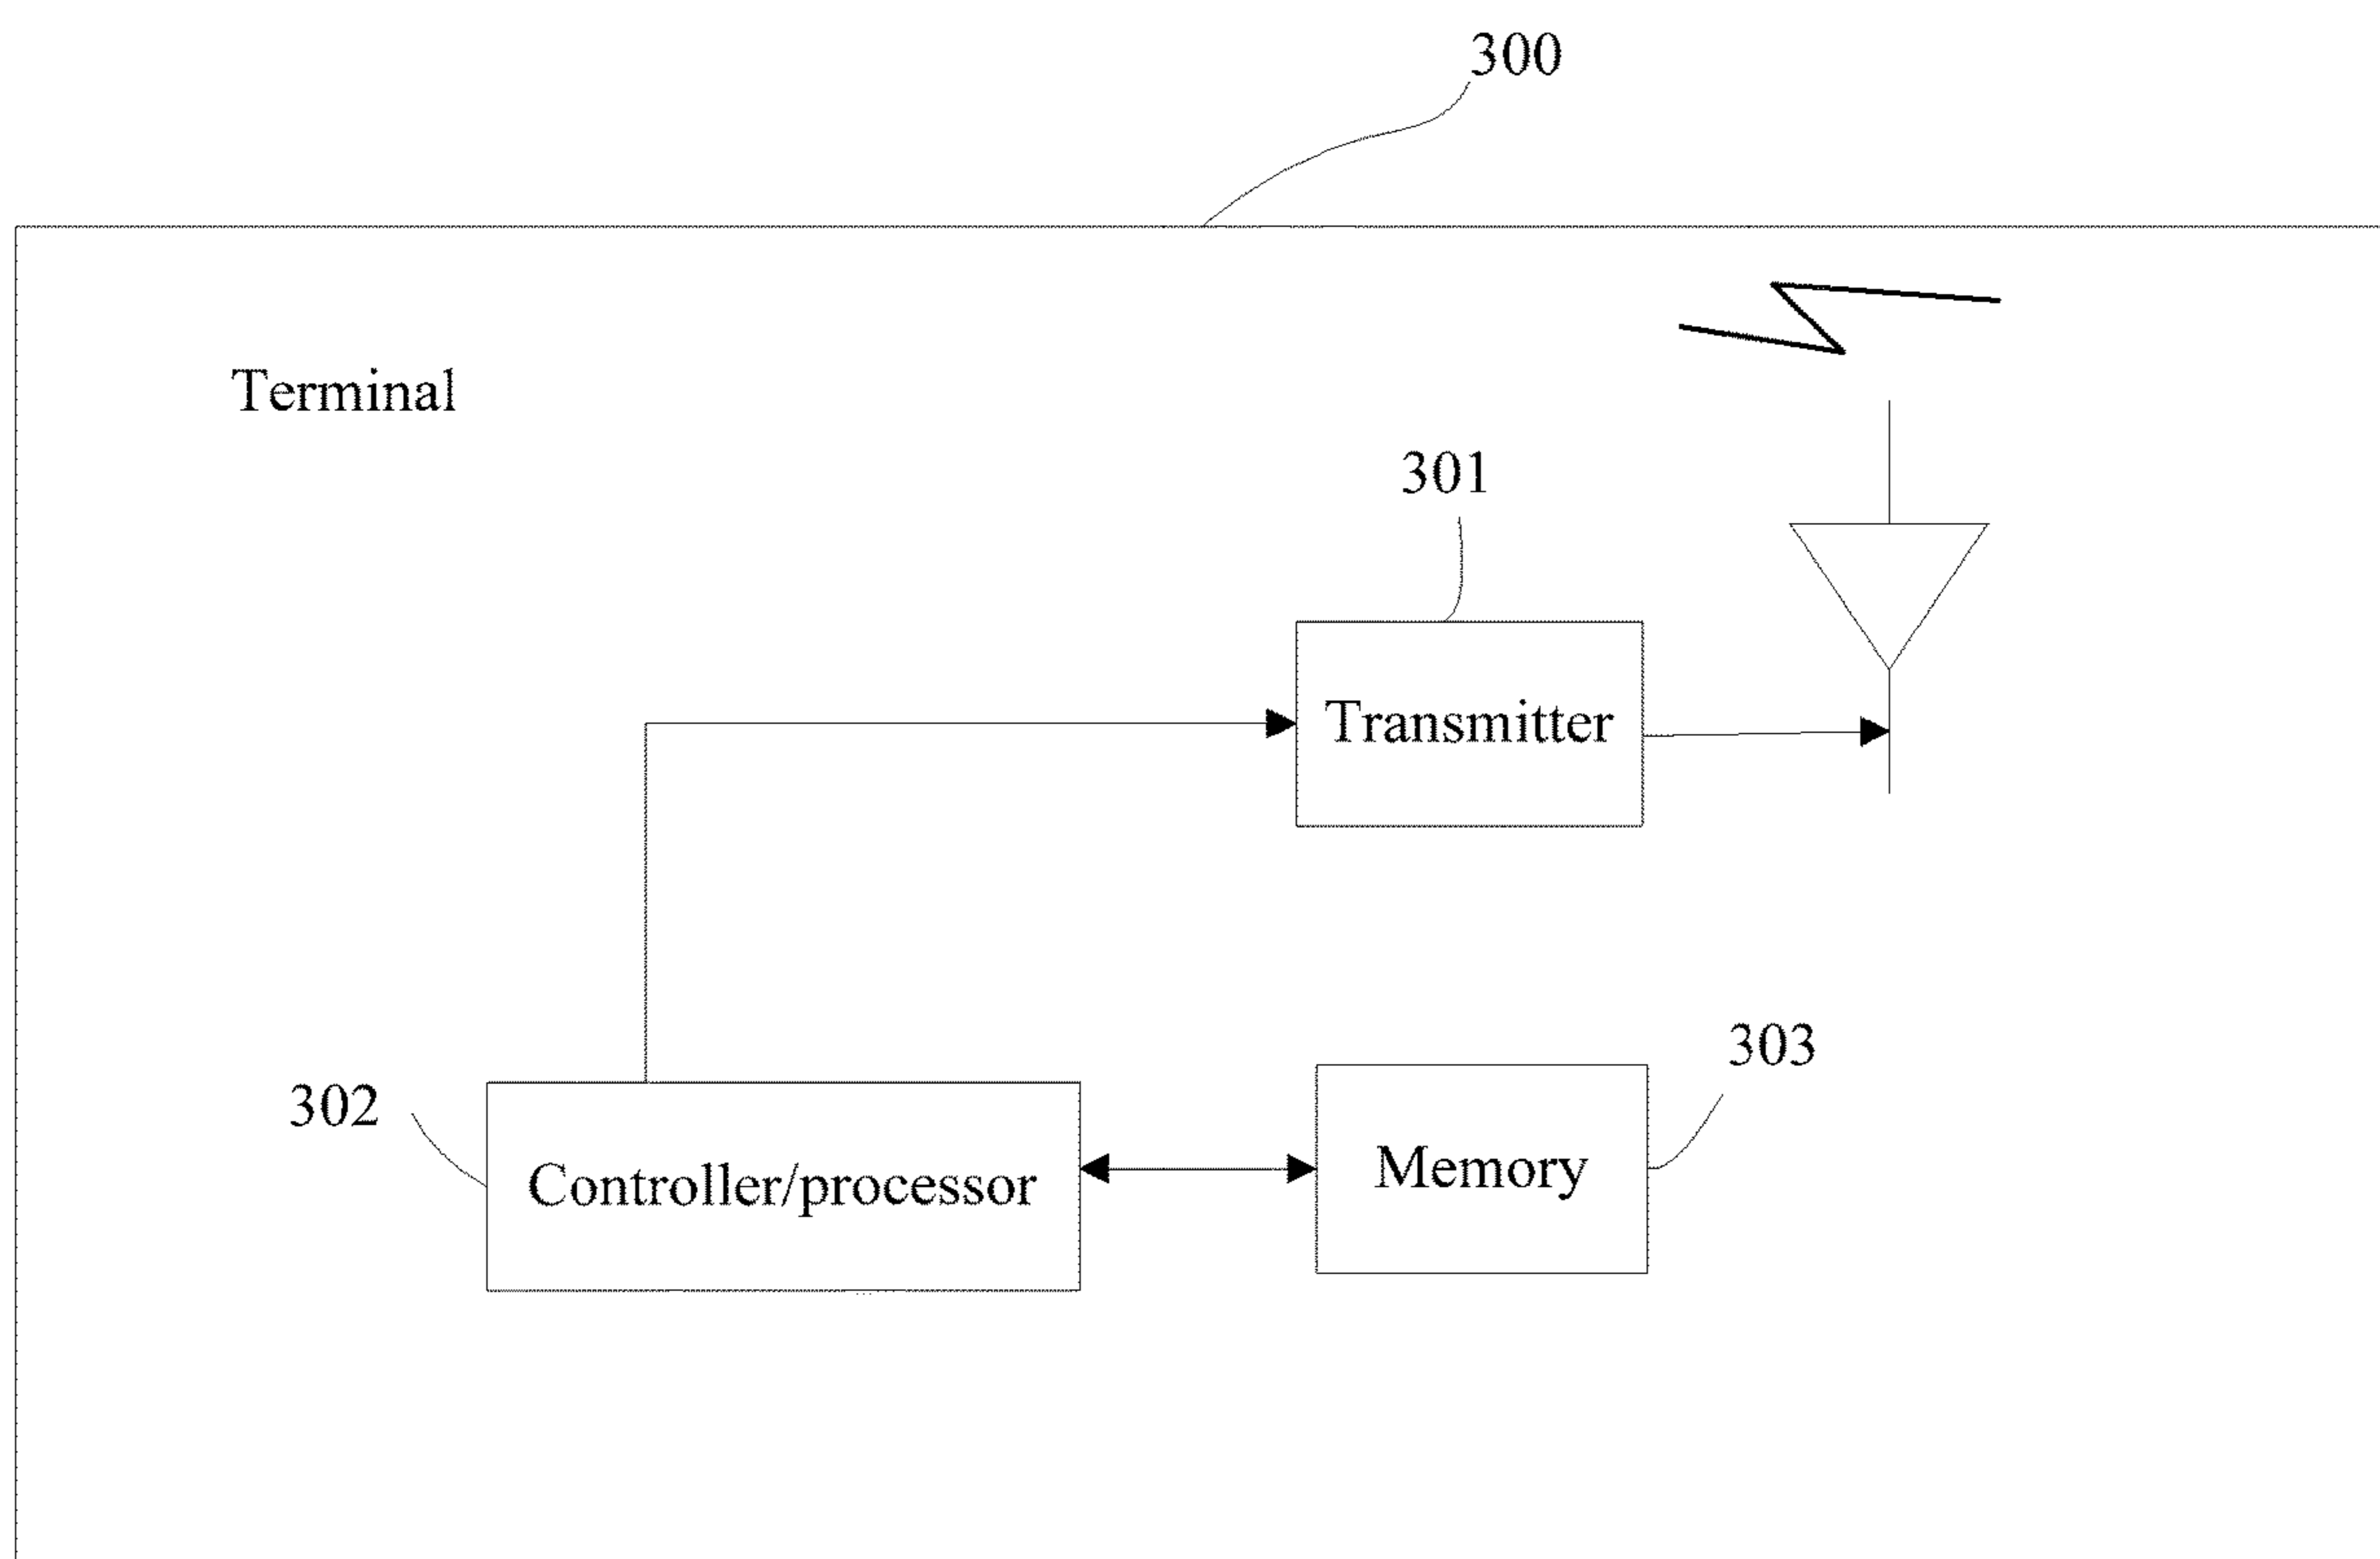 300
Terminal
301
Transmitter
303
302
Memory
Controller/processor